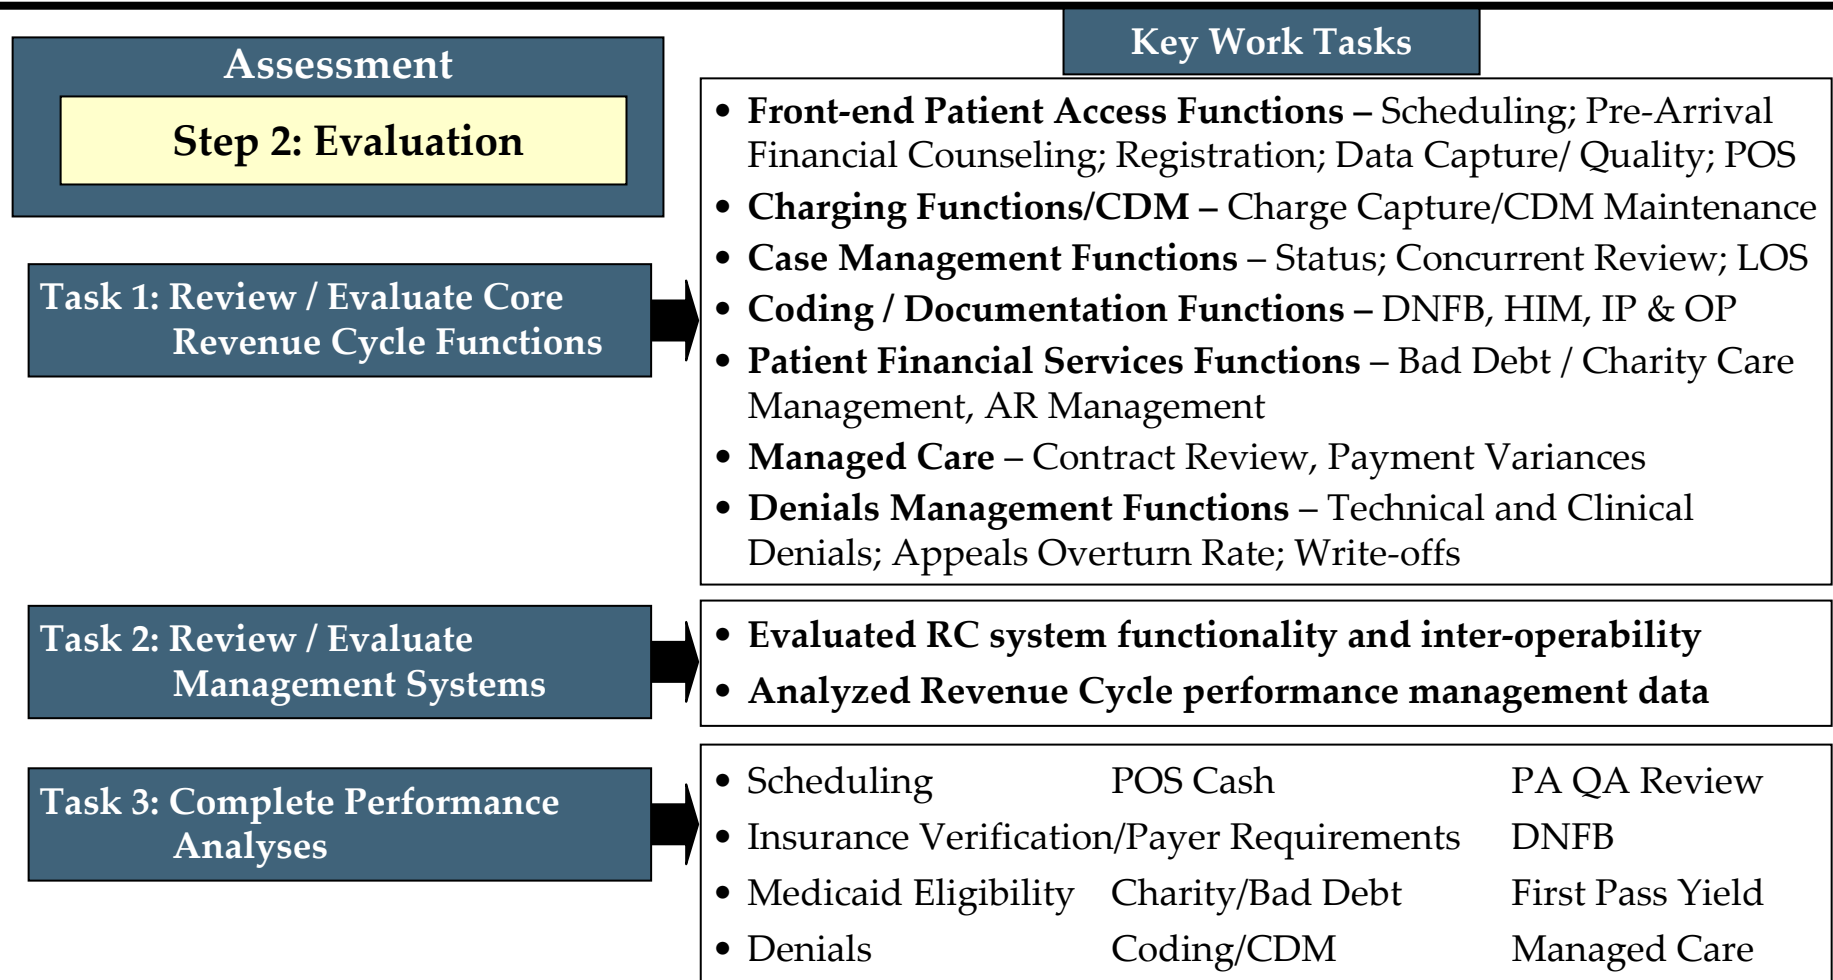 Assessment
Step 2: Evaluation
Key Work Tasks
Task 1: Review / Evaluate Core
Revenue Cycle Functions
• Front-end Patient Access Functions – Scheduling; Pre-Arrival
Financial Counseling; Registration; Data Capture/ Quality; POS
• Charging Functions/CDM – Charge Capture/CDM Maintenance
• Case Management Functions – Status; Concurrent Review; LOS
• Coding / Documentation Functions – DNFB, HIM, IP & OP
• Patient Financial Services Functions – Bad Debt / Charity Care
Management, AR Management
• Managed Care – Contract Review, Payment Variances
• Denials Management Functions – Technical and Clinical
Denials; Appeals Overturn Rate; Write-offs
Task 2: Review / Evaluate
Management Systems
• Evaluated RC system functionality and inter-operability
• Analyzed Revenue Cycle performance management data
Task 3: Complete Performance
Analyses
• Scheduling POS Cash PA QA Review
• Insurance Verification/Payer Requirements DNFB
• Medicaid Eligibility Charity/Bad Debt First Pass Yield
• Denials Coding/CDM Managed Care